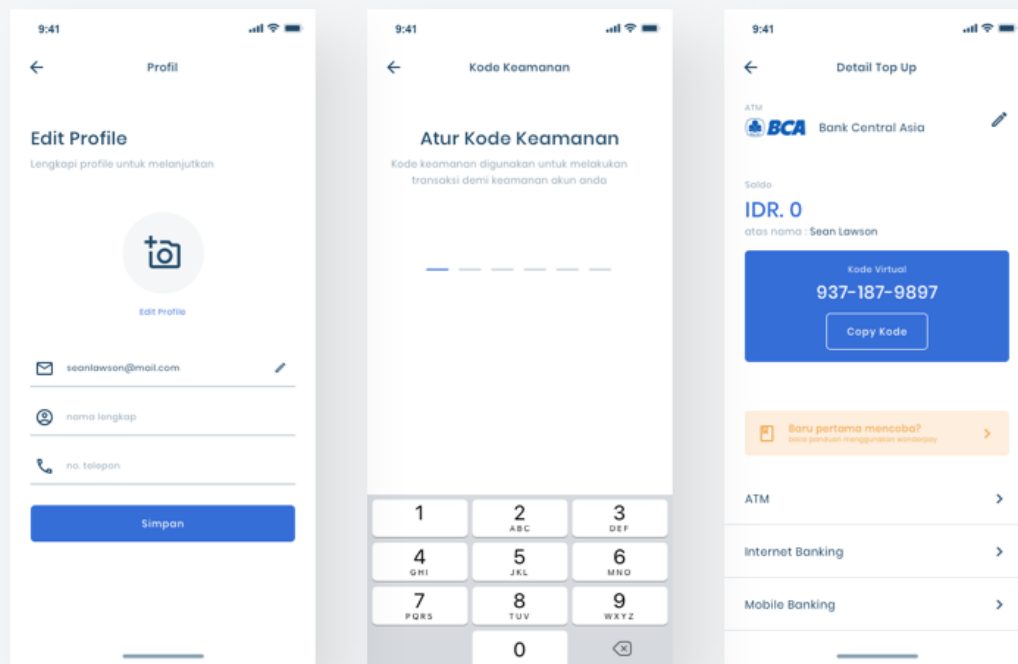 9:41
Profil
Edit Profile
Lengkapi profile untuk melanjutkan
Edit Profile
seanlawson@mail.com
nama lengkap
no. telepon
Simpan
9:41
Kode Keamanan
Atur Kode Keamanan
Kode keamanan digunakan untuk melakukan
transaksi demi keamanan akun anda
1
2
ABC
3
DEF
4
GHI
5
JKL
6
MNO
7
PQRS
8
TUV
9
WXYZ
0
9:41
Detail Top Up
ATM
BCA Bank Central Asia
Saldo
IDR. 0
atas nama : Sean Lawson
Kode Virtual
937-187-9897
Copy Kode
Baru pertama mencoba?
baca panduan menggunakan wonderpay
ATM
Internet Banking
Mobile Banking